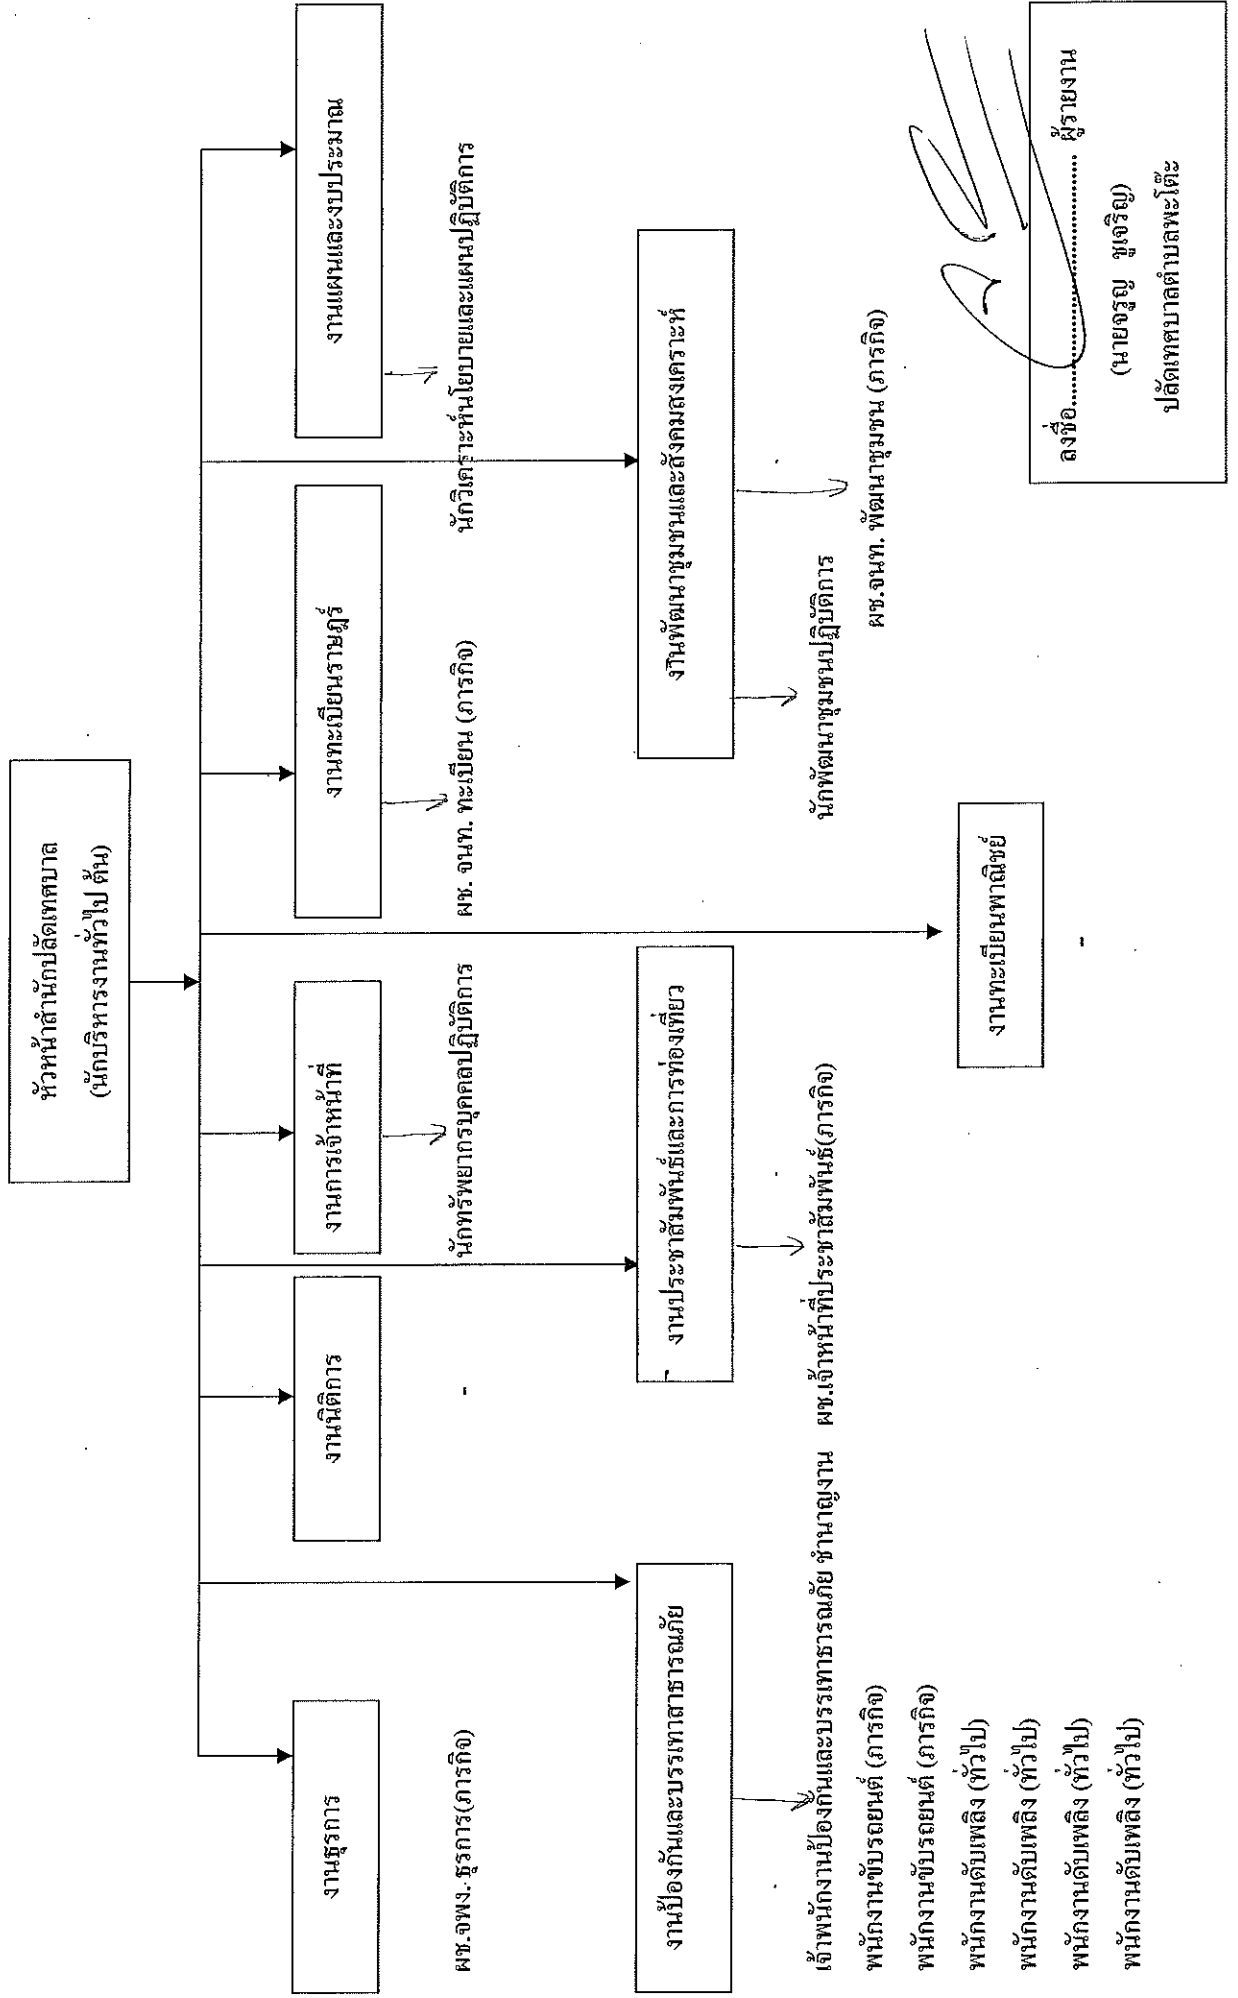 หัวหน้าสำนักปลัดเทศบาล
(นักบริหารงานทั่วไป ต้น)
งานธุรการ
ผช.จพง. ธุรการ(ภารกิจ)
งานนิติการ
-
งานการเจ้าหน้าที่
นักทรัพยากรบุคคลปฏิบัติการ
งานทะเบียนราษฎร์
ผช. จนท. ทะเบียน (ภารกิจ)
งานแผนและงบประมาณ
นักวิเคราะห์นโยบายและแผนปฏิบัติการ
งานป้องกันและบรรเทาสาธารณภัย
เจ้าพนักงานป้องกันและบรรเทาธารณภัย ชำนาญงาน
พนักงานขับรถยนต์ (ภารกิจ)
พนักงานขับรถยนต์ (ภารกิจ)
พนักงานดับเพลิง (ทั่วไป)
พนักงานดับเพลิง (ทั่วไป)
พนักงานดับเพลิง (ทั่วไป)
พนักงานดับเพลิง (ทั่วไป)
งานประชาสัมพันธ์และการท่องเที่ยว
ผช.เจ้าหน้าที่ประชาสัมพันธ์(ภารกิจ)
งานพัฒนาชุมชนและสังคมสงเคราะห์
นักพัฒนาชุมชนปฏิบัติการ
ผช.จนท. พัฒนาชุมชน (ภารกิจ)
งานทะเบียนพาณิชย์
-
ลงชื่อ........................................ ผู้รายงาน
(นายจรูญ ชูเจริญ)
ปลัดเทศบาลตำบลพะโต๊ะ